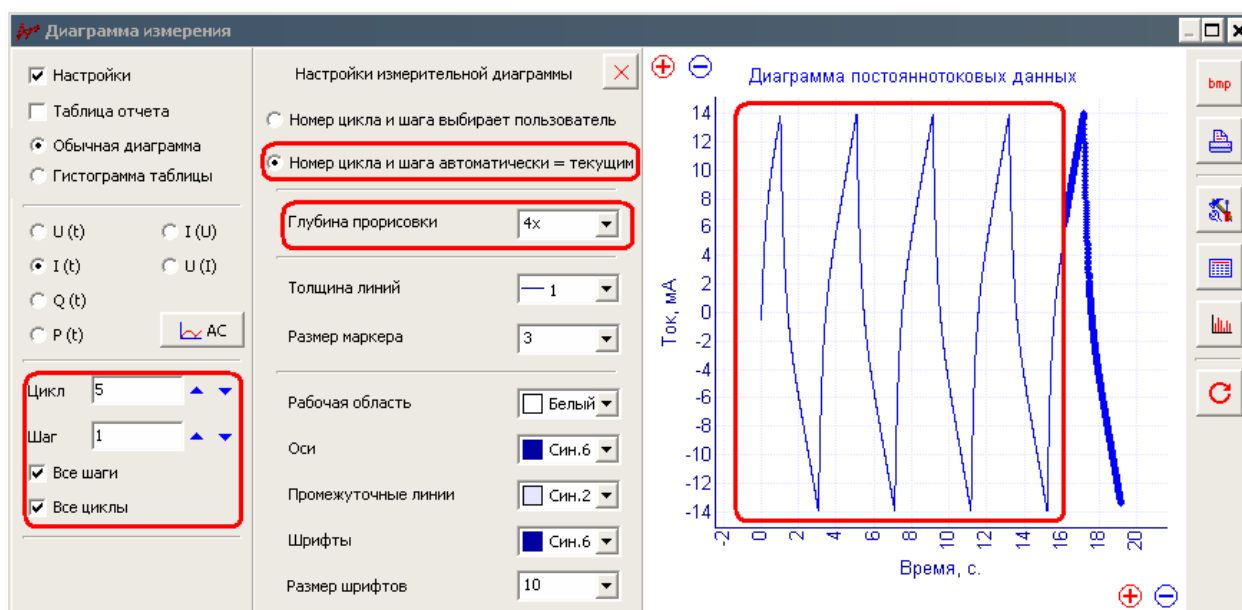 Диаграмма измерения
Настройки
Таблица отчета
Обычная диаграмма
Гистограмма таблицы
U (t)
I (U)
I (t)
U (I)
Q (t)
P (t)
AC
Цикл
5
Шаг
1
Все шаги
Все циклы
Настройки измерительной диаграммы
Номер цикла и шага выбирает пользователь
Номер цикла и шага автоматически = текущим
Глубина прорисовки
4x
Толщина линий
1
Размер маркера
3
Рабочая область
Белый
Оси
Син.6
Промежуточные линии
Син.2
Шрифты
Син.6
Размер шрифтов
10
Диаграмма постояннотоковых данных
14
12
10
8
6
4
2
0
-2
-4
-6
-8
-10
-12
-14
Ток, мА
-2
0
2
4
6
8
10
12
14
16
18
20
Время, с.
bmp